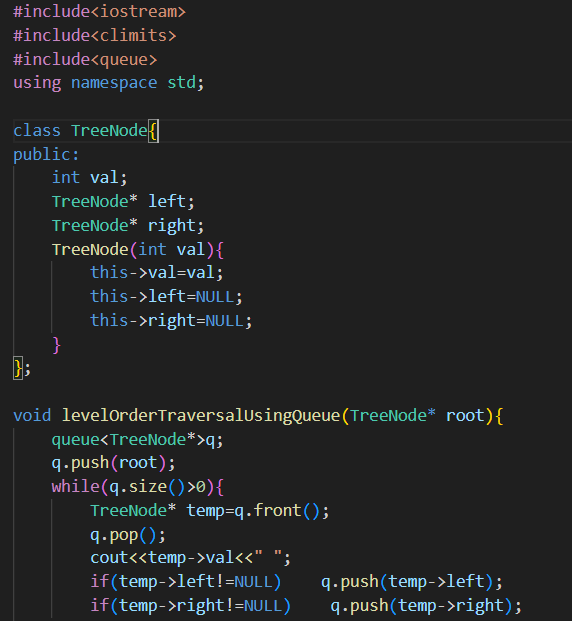 #include<iostream>
#include<climits>
#include<queue>
using namespace std;

class TreeNode{
public:
    int val;
    TreeNode* left;
    TreeNode* right;
    TreeNode(int val){
        this->val=val;
        this->left=NULL;
        this->right=NULL;
    }
};

void levelOrderTraversalUsingQueue(TreeNode* root){
    queue<TreeNode*>q;
    q.push(root);
    while(q.size()>0){
        TreeNode* temp=q.front();
        q.pop();
        cout<<temp->val<<" ";
        if(temp->left!=NULL)    q.push(temp->left);
        if(temp->right!=NULL)    q.push(temp->right);